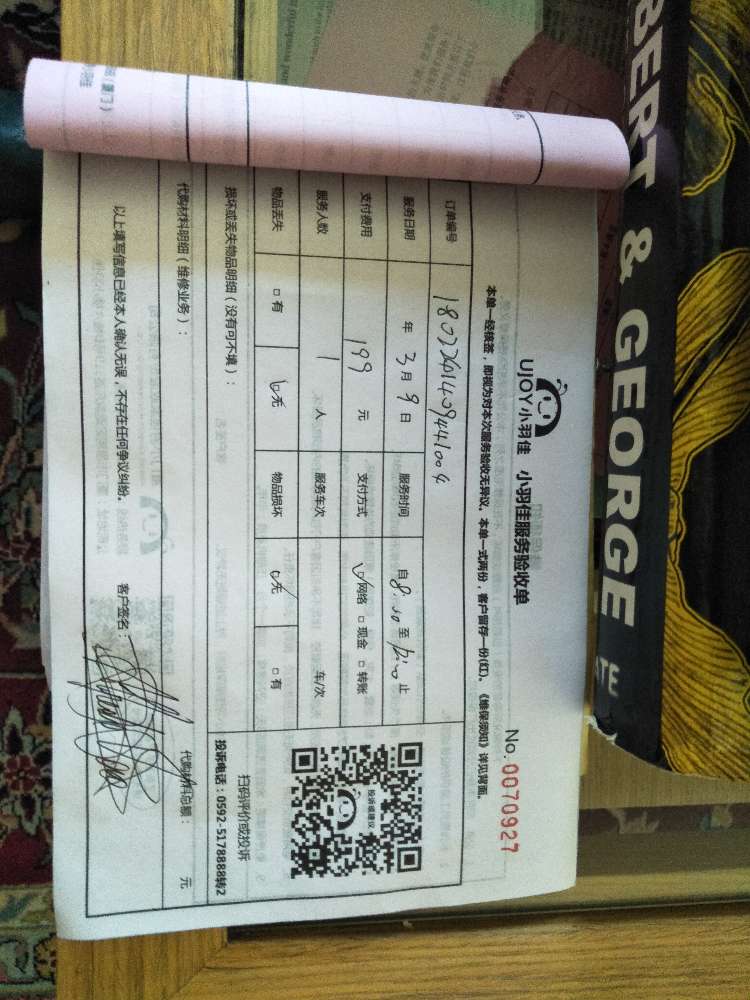 UJOY小羽佳 小羽佳服务验收单
No. 0070927
本单一经核签，即视为对本次服务验收无异议，本单一式两份，客户留存一份(红)。《维保须知》详见背面。
订单编号
服务日期 年 3月 9日 服务时间 自 8:30 至 止
支付费用 199 元 支付方式 网络 □现金 □转账
服务人数 1 人 服务车次 车/次
物品丢失 □有 无 物品损坏 无 □有
损坏或丢失物品明细（没有可不填）：
投诉或建议
扫码评价或投诉
投诉电话：0592-5178888转2
代购材料明细（维修业务）：
代购材料总额： 元
以上填写信息已经本人确认无误，不存在任何争议纠纷。 客户签名：
BERT & GEORGE
ATE